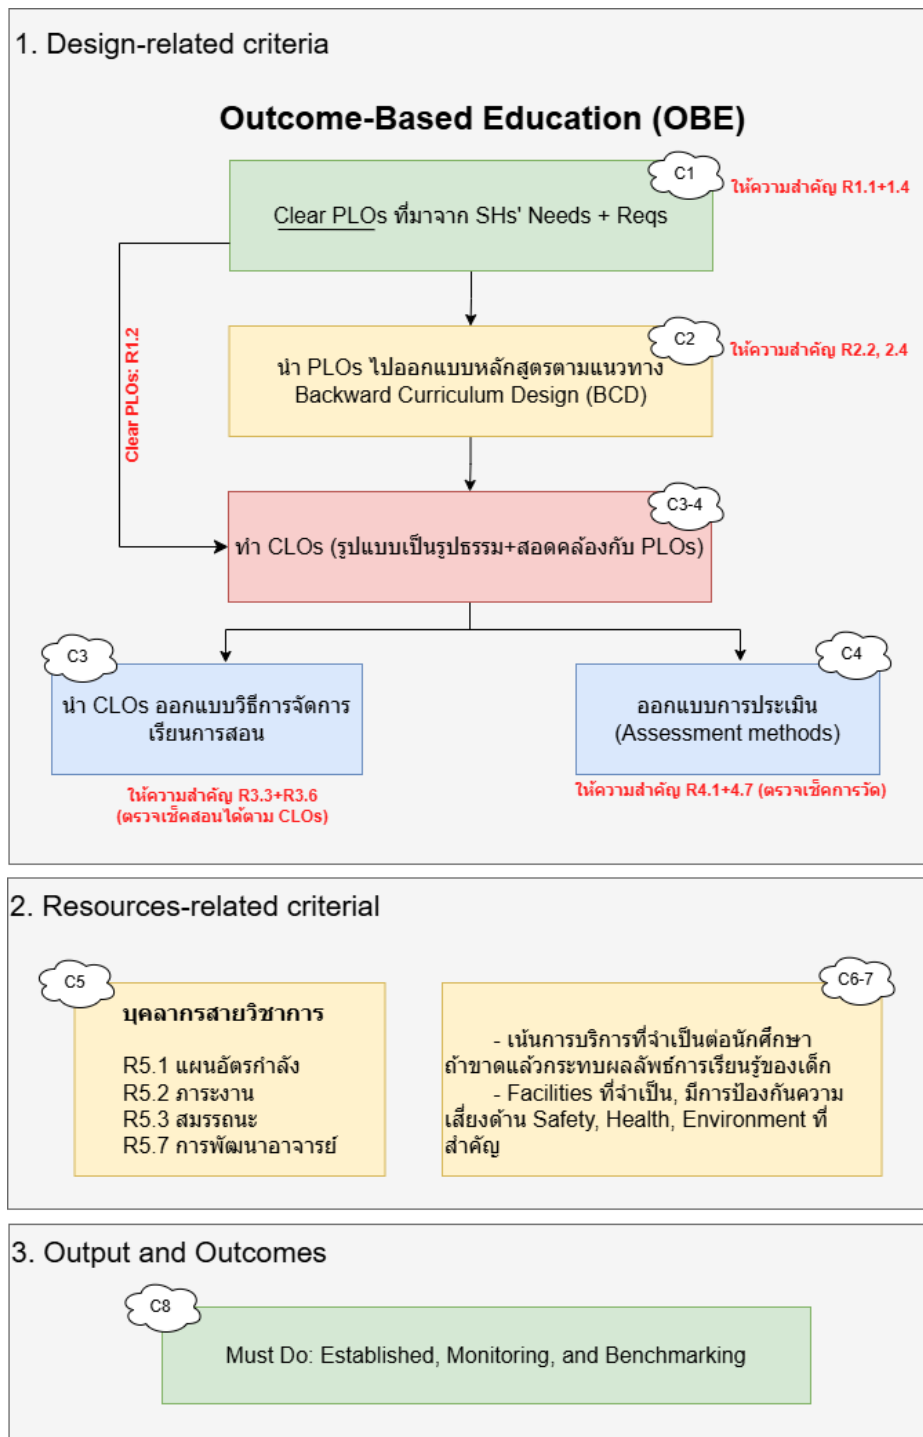 1. Design-related criteria
Outcome-Based Education (OBE)
C1
ให้ความสำคัญ R1.1+1.4
Clear PLOs ที่มาจาก SHs' Needs + Reqs
Clear PLOs: R1.2
C2
ให้ความสำคัญ R2.2, 2.4
นำ PLOs ไปออกแบบหลักสูตรตามแนวทาง
Backward Curriculum Design (BCD)
C3-4
ทำ CLOs (รูปแบบเป็นรูปธรรม+สอดคล้องกับ PLOs)
C3
นำ CLOs ออกแบบวิธีการจัดการ
เรียนการสอน
ให้ความสำคัญ R3.3+R3.6
(ตรวจเช็คสอนได้ตาม CLOs)
C4
ออกแบบการประเมิน
(Assessment methods)
ให้ความสำคัญ R4.1+4.7 (ตรวจเช็คการวัด)
2. Resources-related criterial
C5
บุคลากรสายวิชาการ
R5.1 แผนอัตรกำลัง
R5.2 ภาระงาน
R5.3 สมรรถนะ
R5.7 การพัฒนาอาจารย์
C6-7
- เน้นการบริการที่จำเป็นต่อนักศึกษา
ถ้าขาดแล้วกระทบผลลัพธ์การเรียนรู้ของเด็ก
- Facilities ที่จำเป็น, มีการป้องกันความ
เสี่ยงด้าน Safety, Health, Environment ที่
สำคัญ
3. Output and Outcomes
C8
Must Do: Established, Monitoring, and Benchmarking